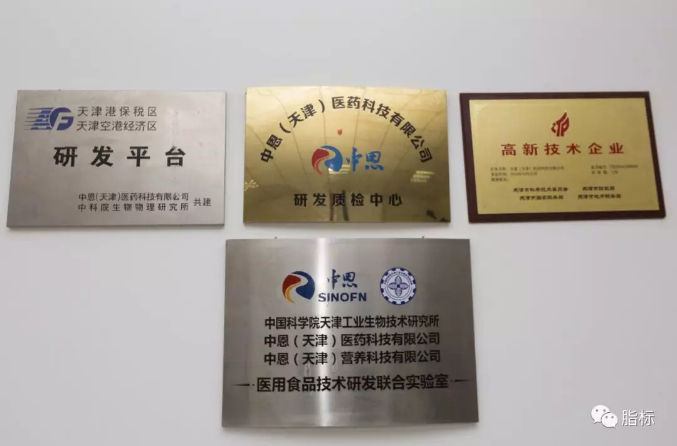 天津港保税区
天津空港经济区
研发平台
中恩(天津)医药科技有限公司
中科院生物物理研究所
共建
中恩（天津）医药科技有限公司
中恩
研发质检中心
高新技术企业
中恩
SINOFN
中国科学院天津工业生物技术研究所
中恩（天津）医药科技有限公司
中恩（天津）营养科技有限公司
医用食品技术研发联合实验室
脂标